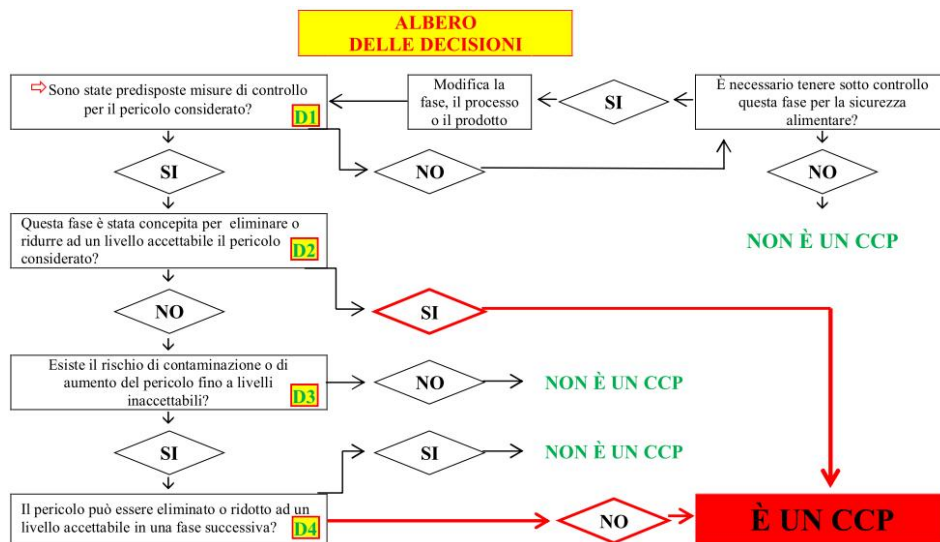 ALBERO
DELLE DECISIONI
⇨Sono state predisposte misure di controllo
per il pericolo considerato?
D1
Modifica la
fase, il processo
o il prodotto
SI
È necessario tenere sotto controllo
questa fase per la sicurezza
alimentare?
SI
NO
NO
NON È UN CCP
Questa fase è stata concepita per eliminare o
ridurre ad un livello accettabile il pericolo
considerato?
D2
NO
SI
Esiste il rischio di contaminazione o di
aumento del pericolo fino a livelli
inaccettabili?
D3
NO
NON È UN CCP
SI
SI
NON È UN CCP
Il pericolo può essere eliminato o ridotto ad un
livello accettabile in una fase successiva?
D4
NO
È UN CCP